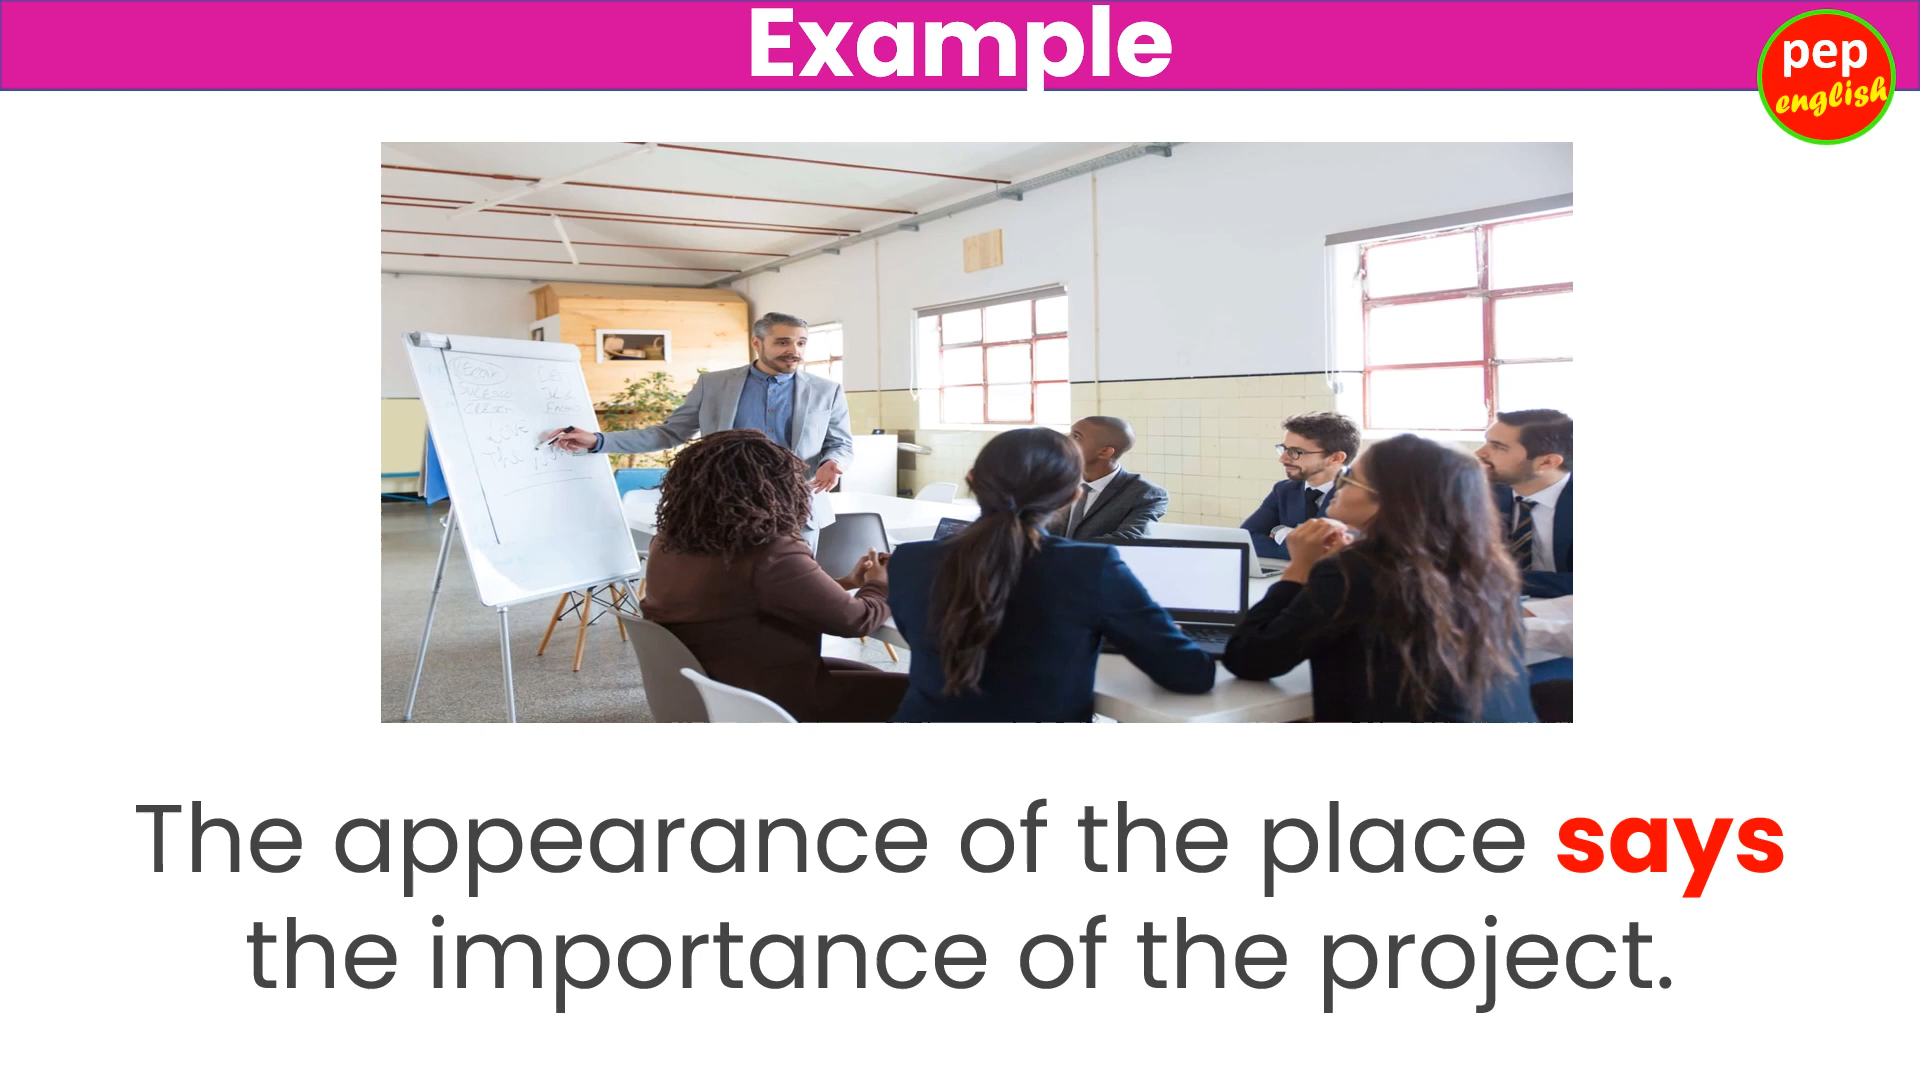 Example
pep
english
The appearance of the place says
the importance of the project.